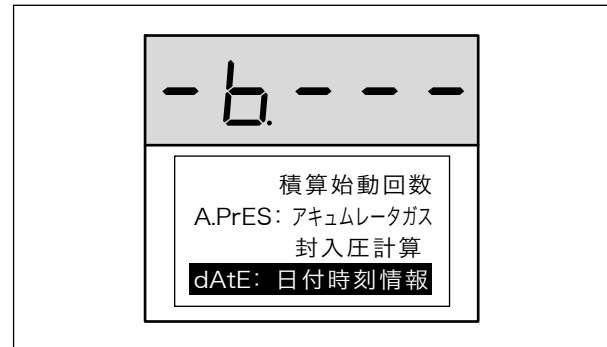 -b.---
積算始動回数
A.PrES：アキュムレータガス
封入圧計算
dAtE：日付時刻情報